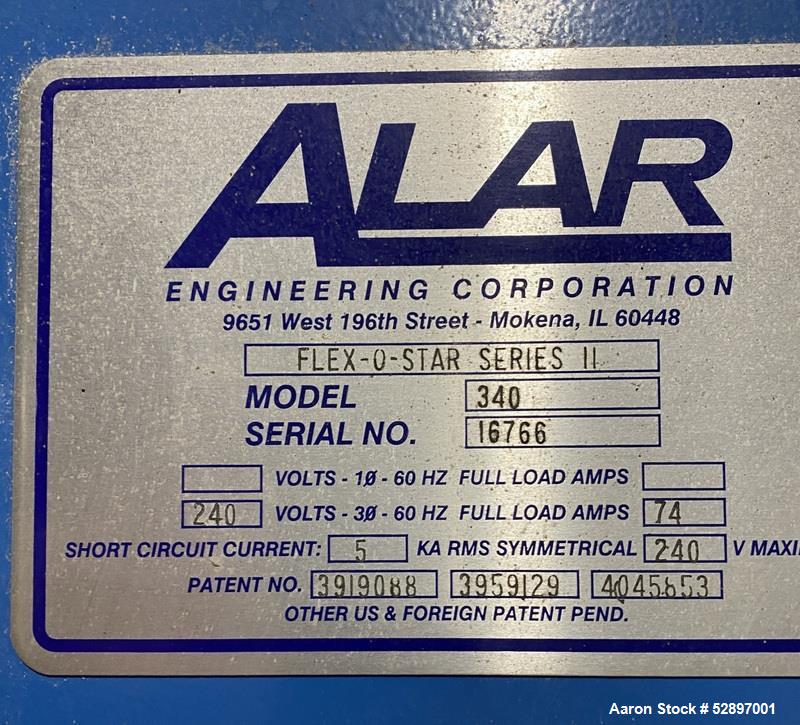 ALAR
ENGINEERING CORPORATION
9651 West 196th Street - Mokena, IL 60448
FLEX-O-STAR SERIES II
MODEL 340
SERIAL NO. 16766
VOLTS - 1Ø - 60 HZ FULL LOAD AMPS
240 VOLTS - 3Ø - 60 HZ FULL LOAD AMPS 74
SHORT CIRCUIT CURRENT: 5 KA RMS SYMMETRICAL 240 V MAXI
PATENT NO. 3919088 3959129
OTHER US & FOREIGN PATENT PEND.
Aaron Stock # 52897001